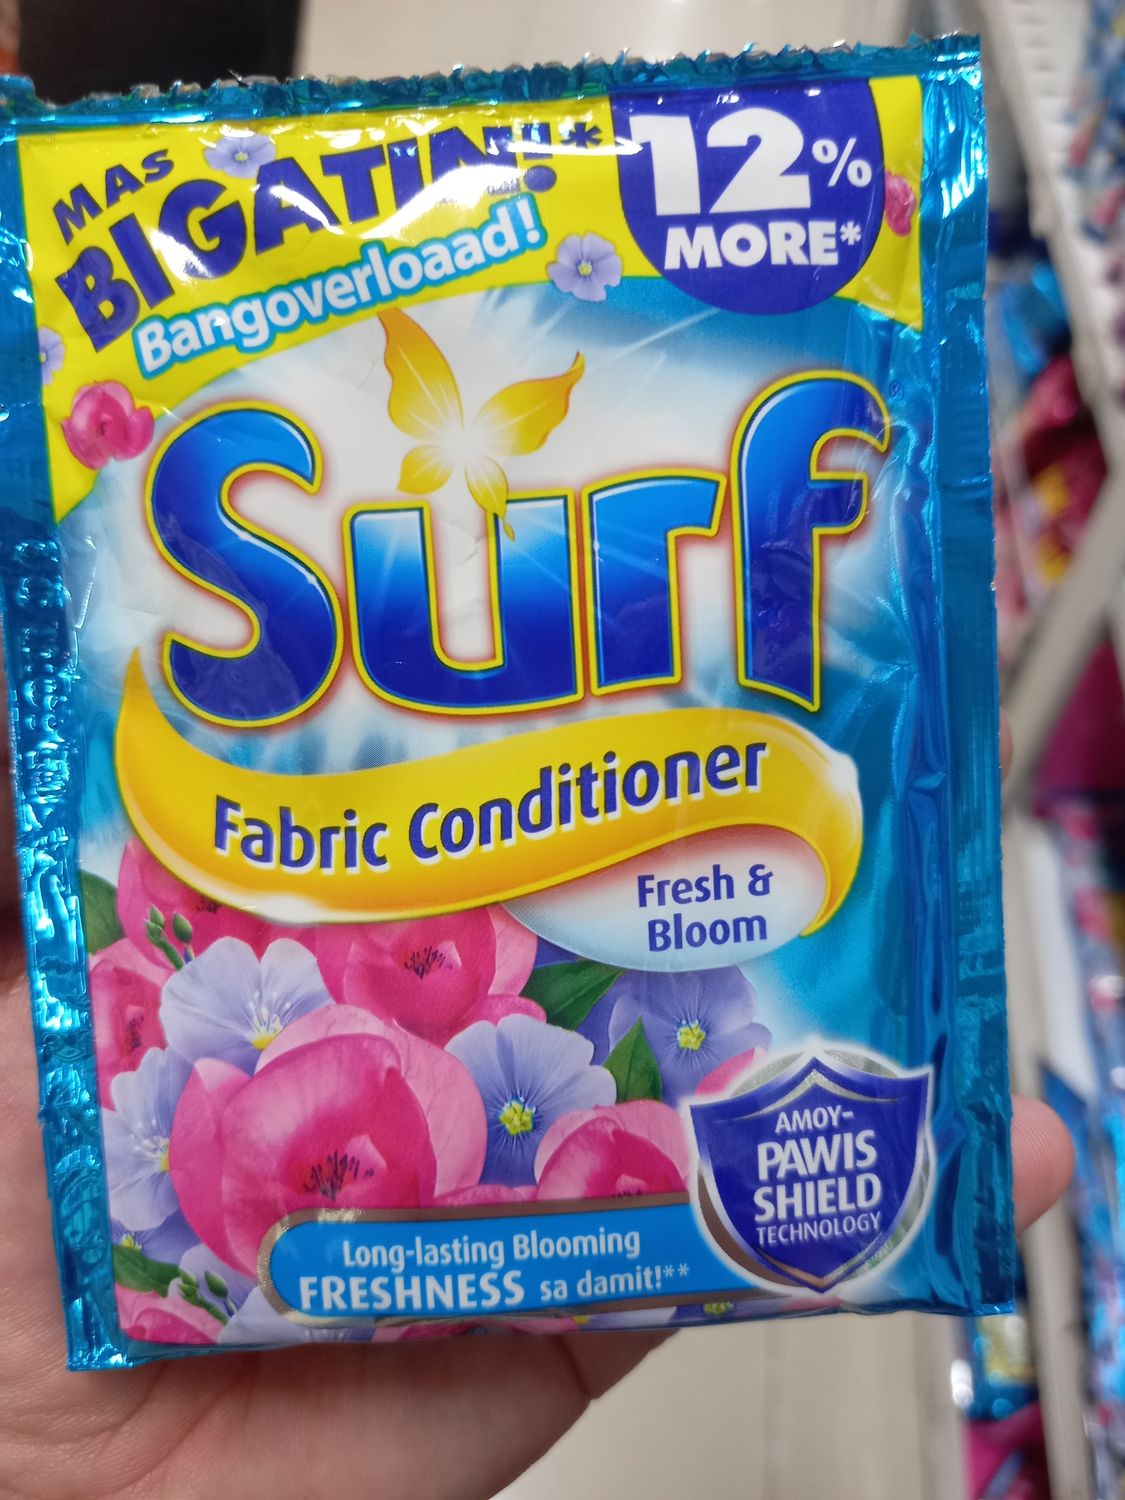 MAS
BIGATIN!*
Bangoverloaad!
12%
MORE*
Surf
Fabric Conditioner
Fresh &
Bloom
AMOY-
PAWIS
SHIELD
TECHNOLOGY
Long-lasting Blooming
FRESHNESS sa damit!**